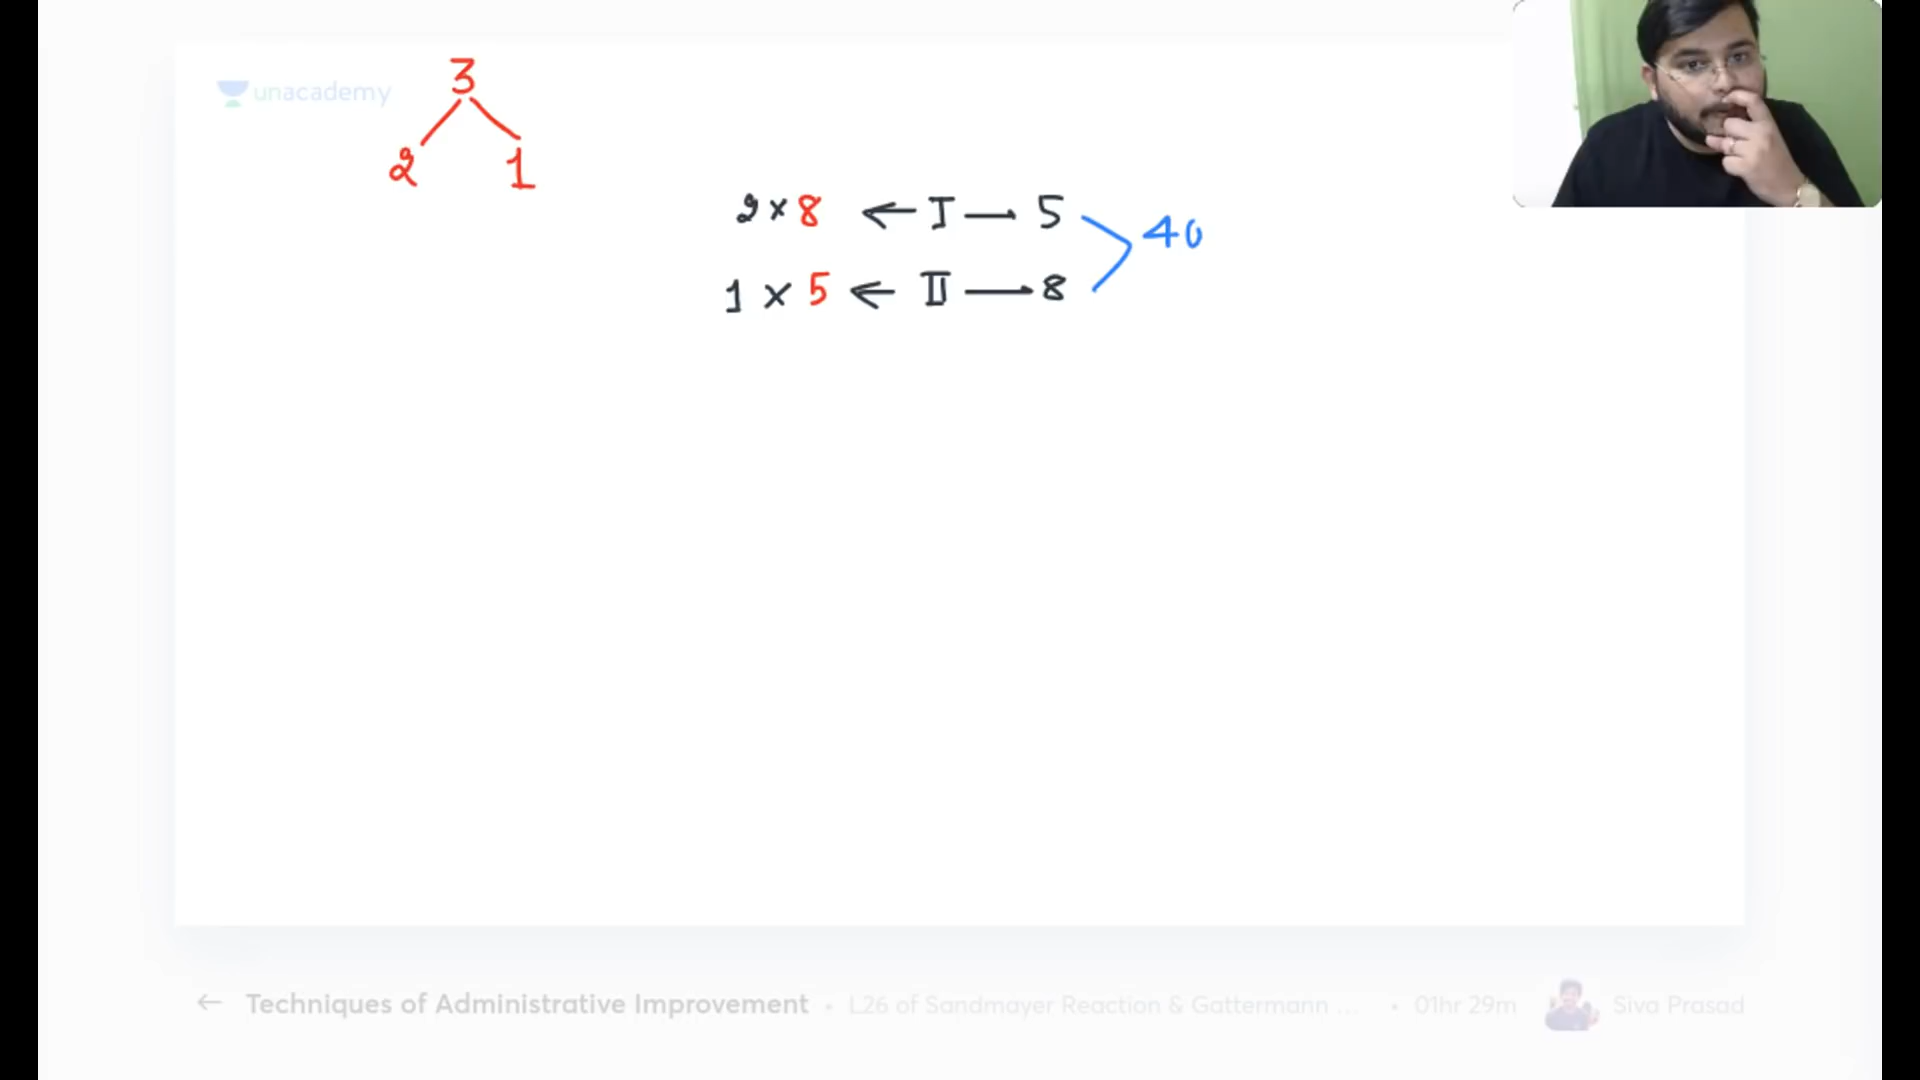 unacademy
3
2 1
2 × 8 ← I — 5
40
1 × 5 ← II — 8
← Techniques of Administrative Improvement • L26 of Sandmayer Reaction & Gattermann ... • 01hr 29m Siva Prasad